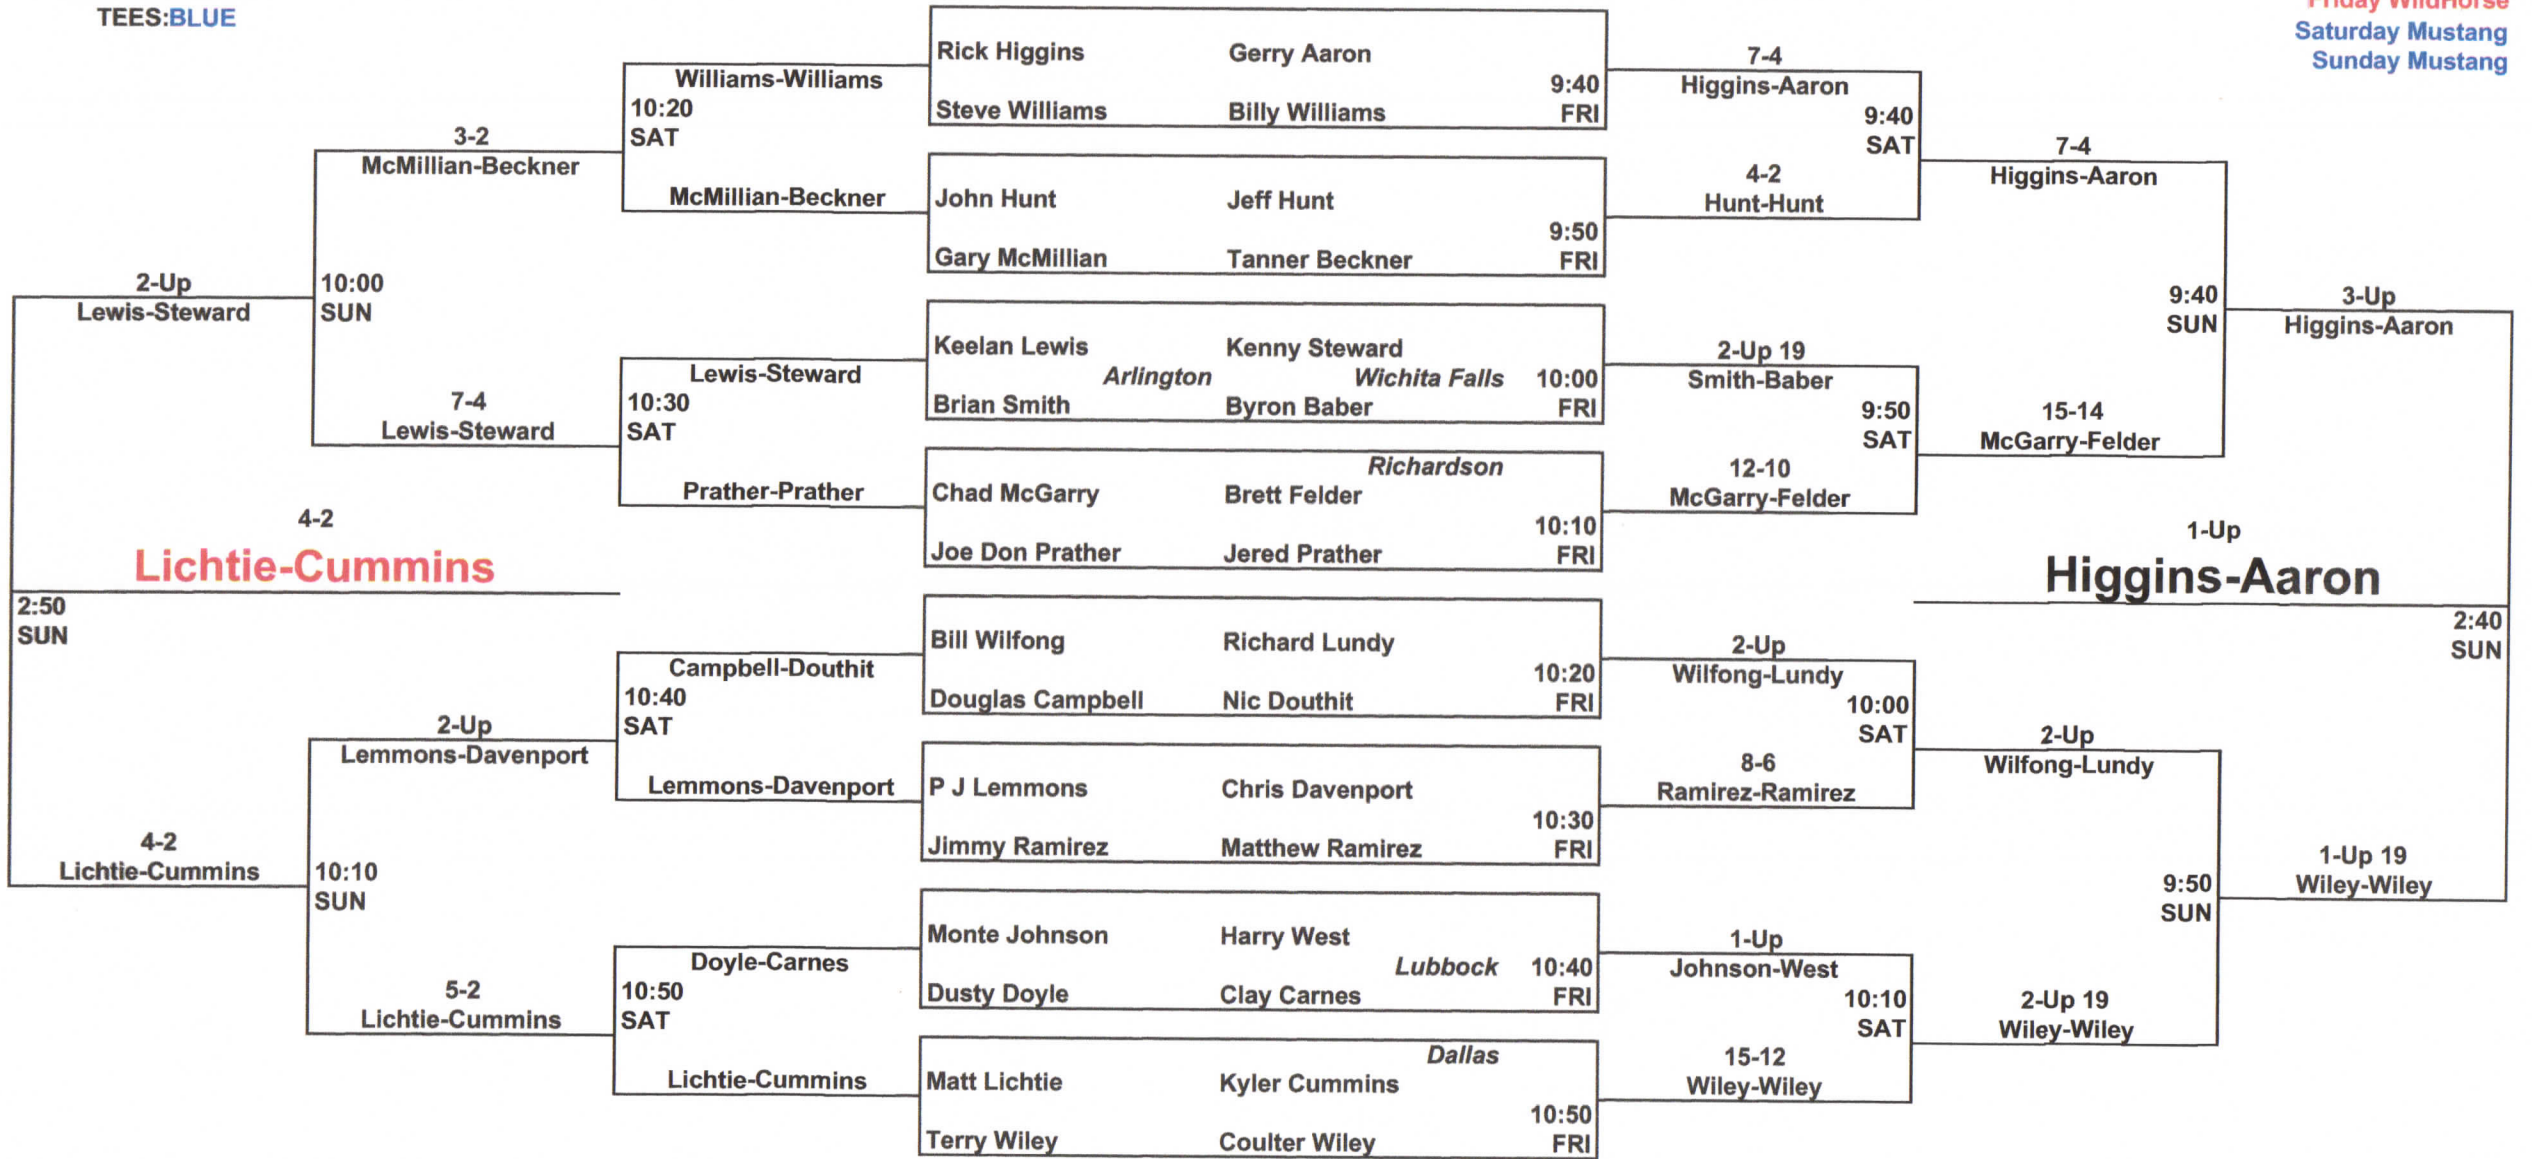 TEES:BLUE
Friday WildHorse
Saturday Mustang
Sunday Mustang
2-Up
Lewis-Steward
4-2
Lichtie-Cummins
2:50
SUN
4-2
Lichtie-Cummins
3-2
McMillian-Beckner
10:00
SUN
7-4
Lewis-Steward
2-Up
Lemmons-Davenport
10:10
SUN
5-2
Lichtie-Cummins
Williams-Williams
10:20
SAT
McMillian-Beckner
Lewis-Steward
10:30
SAT
Prather-Prather
Campbell-Douthit
10:40
SAT
Lemmons-Davenport
Doyle-Carnes
10:50
SAT
Lichtie-Cummins
Rick Higgins Gerry Aaron
9:40
Steve Williams Billy Williams FRI
John Hunt Jeff Hunt
9:50
Gary McMillian Tanner Beckner FRI
Keelan Lewis Kenny Steward
Arlington Wichita Falls 10:00
Brian Smith Byron Baber FRI
Richardson
Chad McGarry Brett Felder
10:10
Joe Don Prather Jered Prather FRI
Bill Wilfong Richard Lundy
10:20
Douglas Campbell Nic Douthit FRI
P J Lemmons Chris Davenport
10:30
Jimmy Ramirez Matthew Ramirez FRI
Monte Johnson Harry West
Lubbock 10:40
Dusty Doyle Clay Carnes FRI
Dallas
Matt Lichtie Kyler Cummins
10:50
Terry Wiley Coulter Wiley FRI
7-4
Higgins-Aaron
9:40
SAT
4-2
Hunt-Hunt
2-Up 19
Smith-Baber
9:50
SAT
12-10
McGarry-Felder
2-Up
Wilfong-Lundy
10:00
SAT
8-6
Ramirez-Ramirez
1-Up
Johnson-West
10:10
SAT
15-12
Wiley-Wiley
7-4
Higgins-Aaron
9:40
SUN
15-14
McGarry-Felder
2-Up
Wilfong-Lundy
9:50
SUN
2-Up 19
Wiley-Wiley
3-Up
Higgins-Aaron
1-Up
Higgins-Aaron
2:40
SUN
1-Up 19
Wiley-Wiley